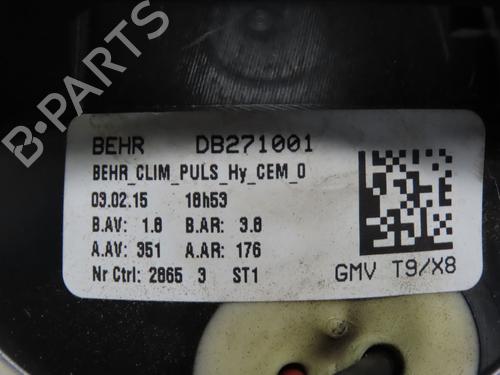 B-PARTS
BEHR DB271001
BEHR_CLIM_PULS_Hy_CEM_0
03.02.15 18h53
B.AV: 1.8 B.AR: 3.8
A.AV: 351 A.AR: 176
Nr Ctrl: 2865 3 ST1
GMV T9/X8